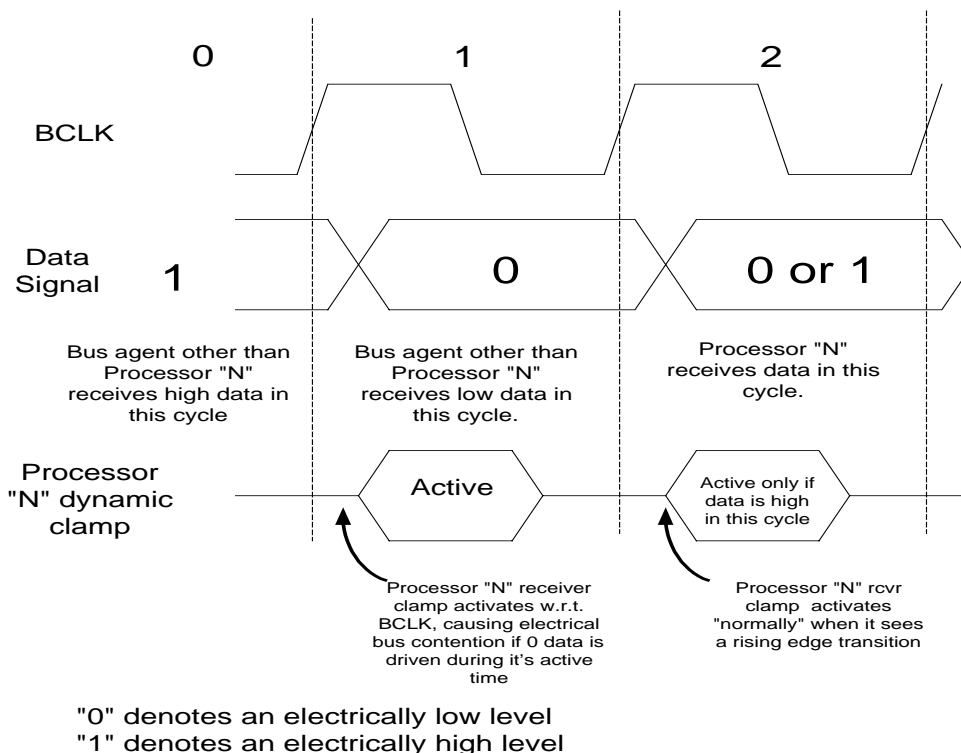 0
1
2
BCLK
Data
Signal
1
0
0 or 1
Bus agent other than
Processor "N"
receives high data in
this cycle
Bus agent other than
Processor "N"
receives low data in
this cycle.
Processor "N"
receives data in this
cycle.
Processor
"N" dynamic
clamp
Active
Active only if
data is high
in this cycle
Processor "N" receiver
clamp activates w.r.t.
BCLK, causing electrical
bus contention if 0 data is
driven during it's active
time
Processor "N" rcvr
clamp activates
"normally" when it sees
a rising edge transition
"0" denotes an electrically low level
"1" denotes an electrically high level